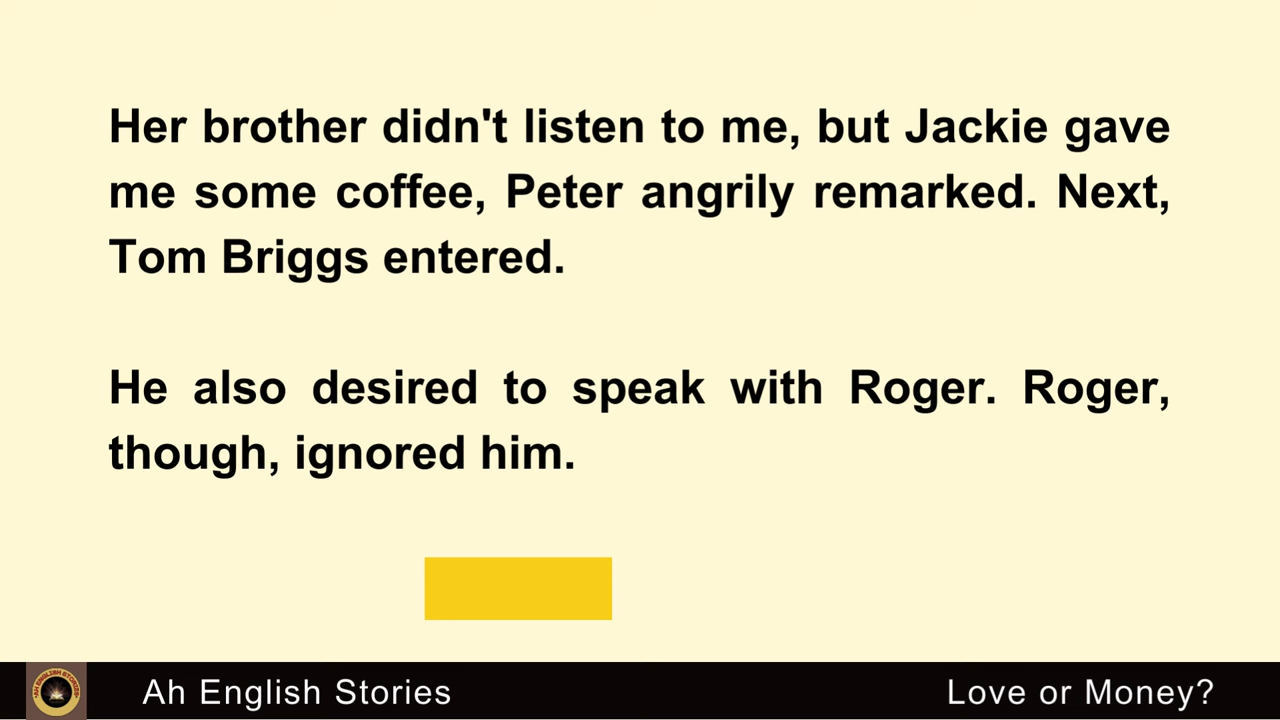 Her brother didn't listen to me, but Jackie gave
me some coffee, Peter angrily remarked. Next,
Tom Briggs entered.
He also desired to speak with Roger. Roger,
though, ignored him.
Ah English Stories
Love or Money?